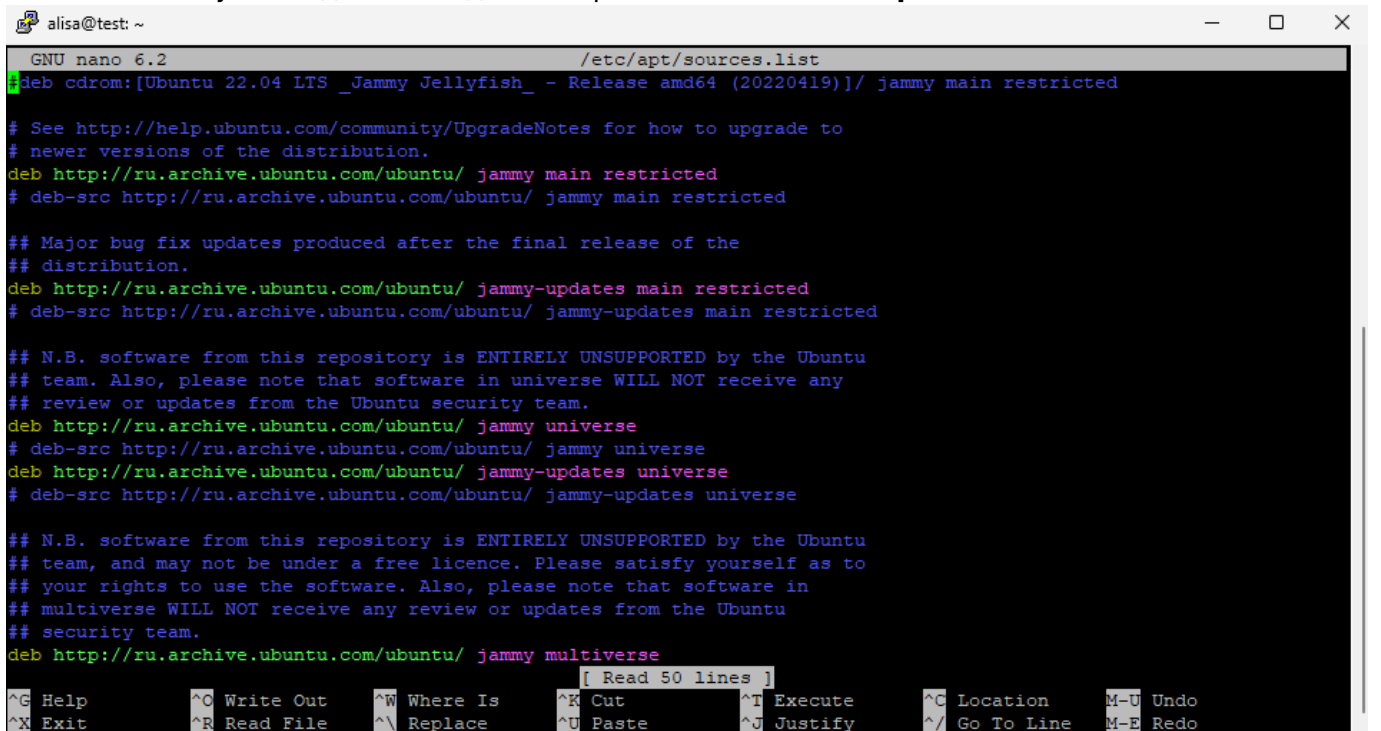 alisa@test: ~
GNU nano 6.2 /etc/apt/sources.list
#deb cdrom:[Ubuntu 22.04 LTS _Jammy Jellyfish_ - Release amd64 (20220419)]/ jammy main restricted
# See http://help.ubuntu.com/community/UpgradeNotes for how to upgrade to
# newer versions of the distribution.
deb http://ru.archive.ubuntu.com/ubuntu/ jammy main restricted
# deb-src http://ru.archive.ubuntu.com/ubuntu/ jammy main restricted
## Major bug fix updates produced after the final release of the
## distribution.
deb http://ru.archive.ubuntu.com/ubuntu/ jammy-updates main restricted
# deb-src http://ru.archive.ubuntu.com/ubuntu/ jammy-updates main restricted
## N.B. software from this repository is ENTIRELY UNSUPPORTED by the Ubuntu
## team. Also, please note that software in universe WILL NOT receive any
## review or updates from the Ubuntu security team.
deb http://ru.archive.ubuntu.com/ubuntu/ jammy universe
# deb-src http://ru.archive.ubuntu.com/ubuntu/ jammy universe
deb http://ru.archive.ubuntu.com/ubuntu/ jammy-updates universe
# deb-src http://ru.archive.ubuntu.com/ubuntu/ jammy-updates universe
## N.B. software from this repository is ENTIRELY UNSUPPORTED by the Ubuntu
## team, and may not be under a free licence. Please satisfy yourself as to
## your rights to use the software. Also, please note that software in
## multiverse WILL NOT receive any review or updates from the Ubuntu
## security team.
deb http://ru.archive.ubuntu.com/ubuntu/ jammy multiverse
[ Read 50 lines ]
^G Help ^O Write Out ^W Where Is ^K Cut ^T Execute ^C Location M-U Undo
^X Exit ^R Read File ^\ Replace ^U Paste ^J Justify ^/ Go To Line M-E Redo